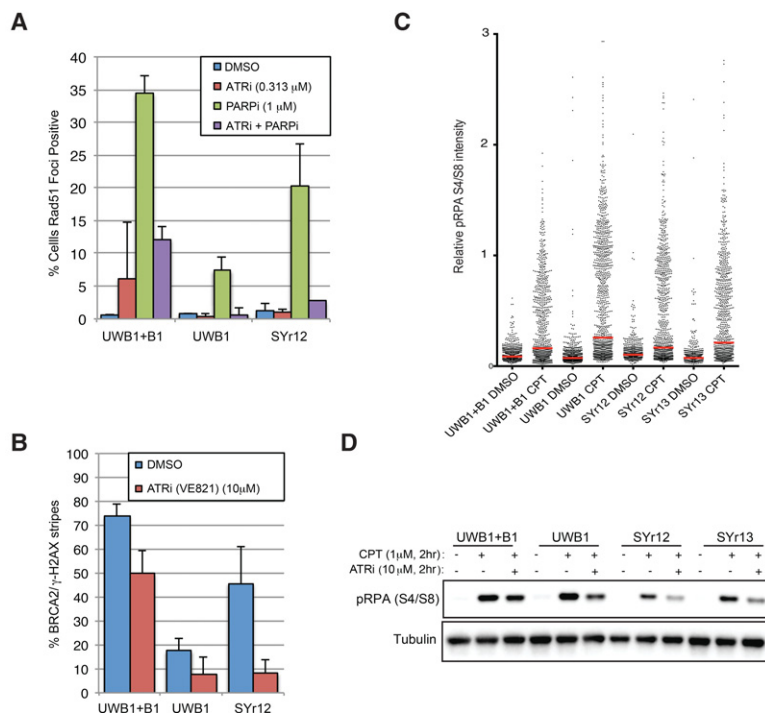 A
% Cellls Rad51 Foci Positive
40
35
30
25
20
15
10
5
0
DMSO
ATRi (0.313 μM)
PARPi (1 μM)
ATRi + PARPi
UWB1+B1 UWB1 SYr12
B
% BRCA2/γ-H2AX stripes
100
90
80
70
60
50
40
30
20
10
0
DMSO
ATRi (VE821) (10μM)
UWB1+B1 UWB1 SYr12
C
Relative pRPA S4/S8 intensity
3
2
1
0
UWB1+B1 DMSO
UWB1+B1 CPT
UWB1 DMSO
UWB1 CPT
SYr12 DMSO
SYr12 CPT
SYr13 DMSO
SYr13 CPT
D
UWB1+B1 UWB1 SYr12 SYr13
CPT (1μM, 2hr): - + + - + + - + + - + +
ATRi (10μM, 2hr): + + + +
pRPA (S4/S8)
Tubulin